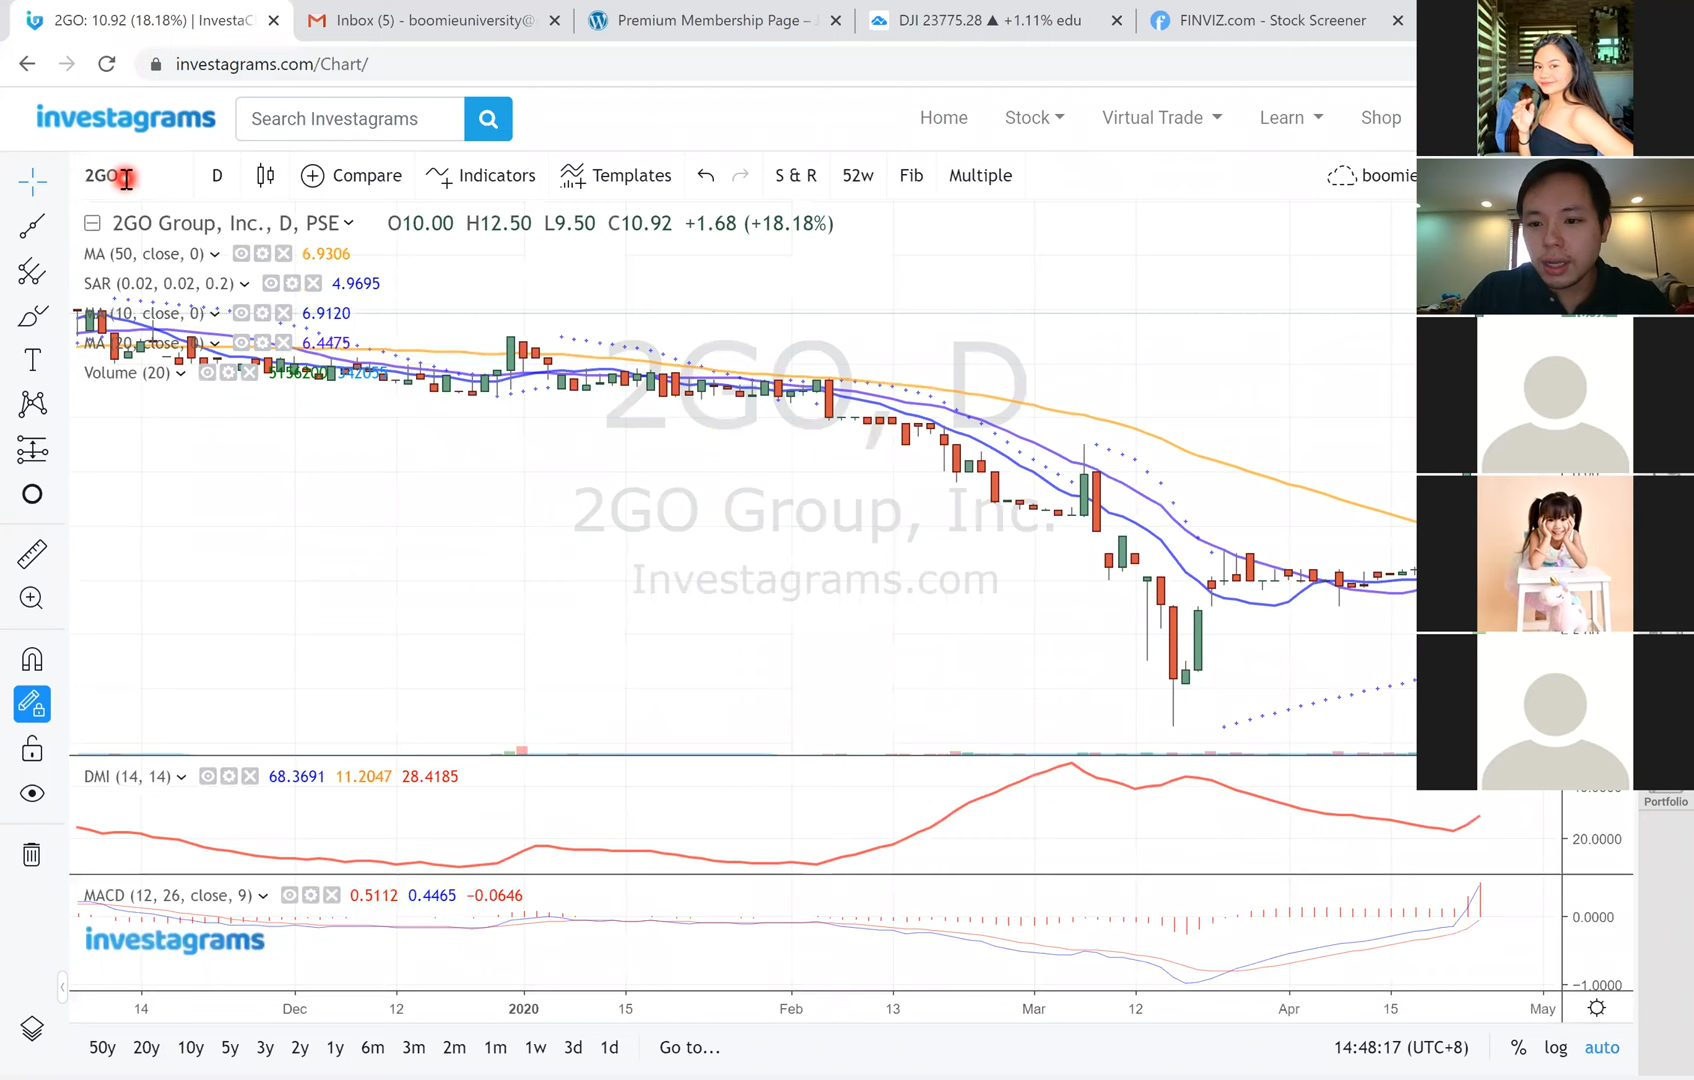 2GO: 10.92 (18.18%) | InvestaC
Inbox (5) - boomieuniversity@
Premium Membership Page –
DJI 23775.28 ▲ +1.11% edu
FINVIZ.com - Stock Screener
investagrams.com/Chart/
investagrams
Search Investagrams
Home
Stock
Virtual Trade
Learn
Shop
2GO
D
Compare
Indicators
Templates
S & R
52w
Fib
Multiple
boomie
2GO Group, Inc., D, PSE
O10.00 H12.50 L9.50 C10.92 +1.68 (+18.18%)
MA (50, close, 0) 6.9306
SAR (0.02, 0.02, 0.2) 4.9695
MA (10, close, 0) 6.9120
MA (20, close, 0) 6.4475
Volume (20) 5156200
2GO, D
2GO Group, Inc.
Investagrams.com
DMI (14, 14) 68.3691 11.2047 28.4185
Portfolio
20.0000
MACD (12, 26, close, 9) 0.5112 0.4465 −0.0646
0.0000
investagrams
−1.0000
14 Dec 12 2020 15 Feb 13 Mar 12 Apr 15 May
50y 20y 10y 5y 3y 2y 1y 6m 3m 2m 1m 1w 3d 1d Go to... 14:48:17 (UTC+8) % log auto